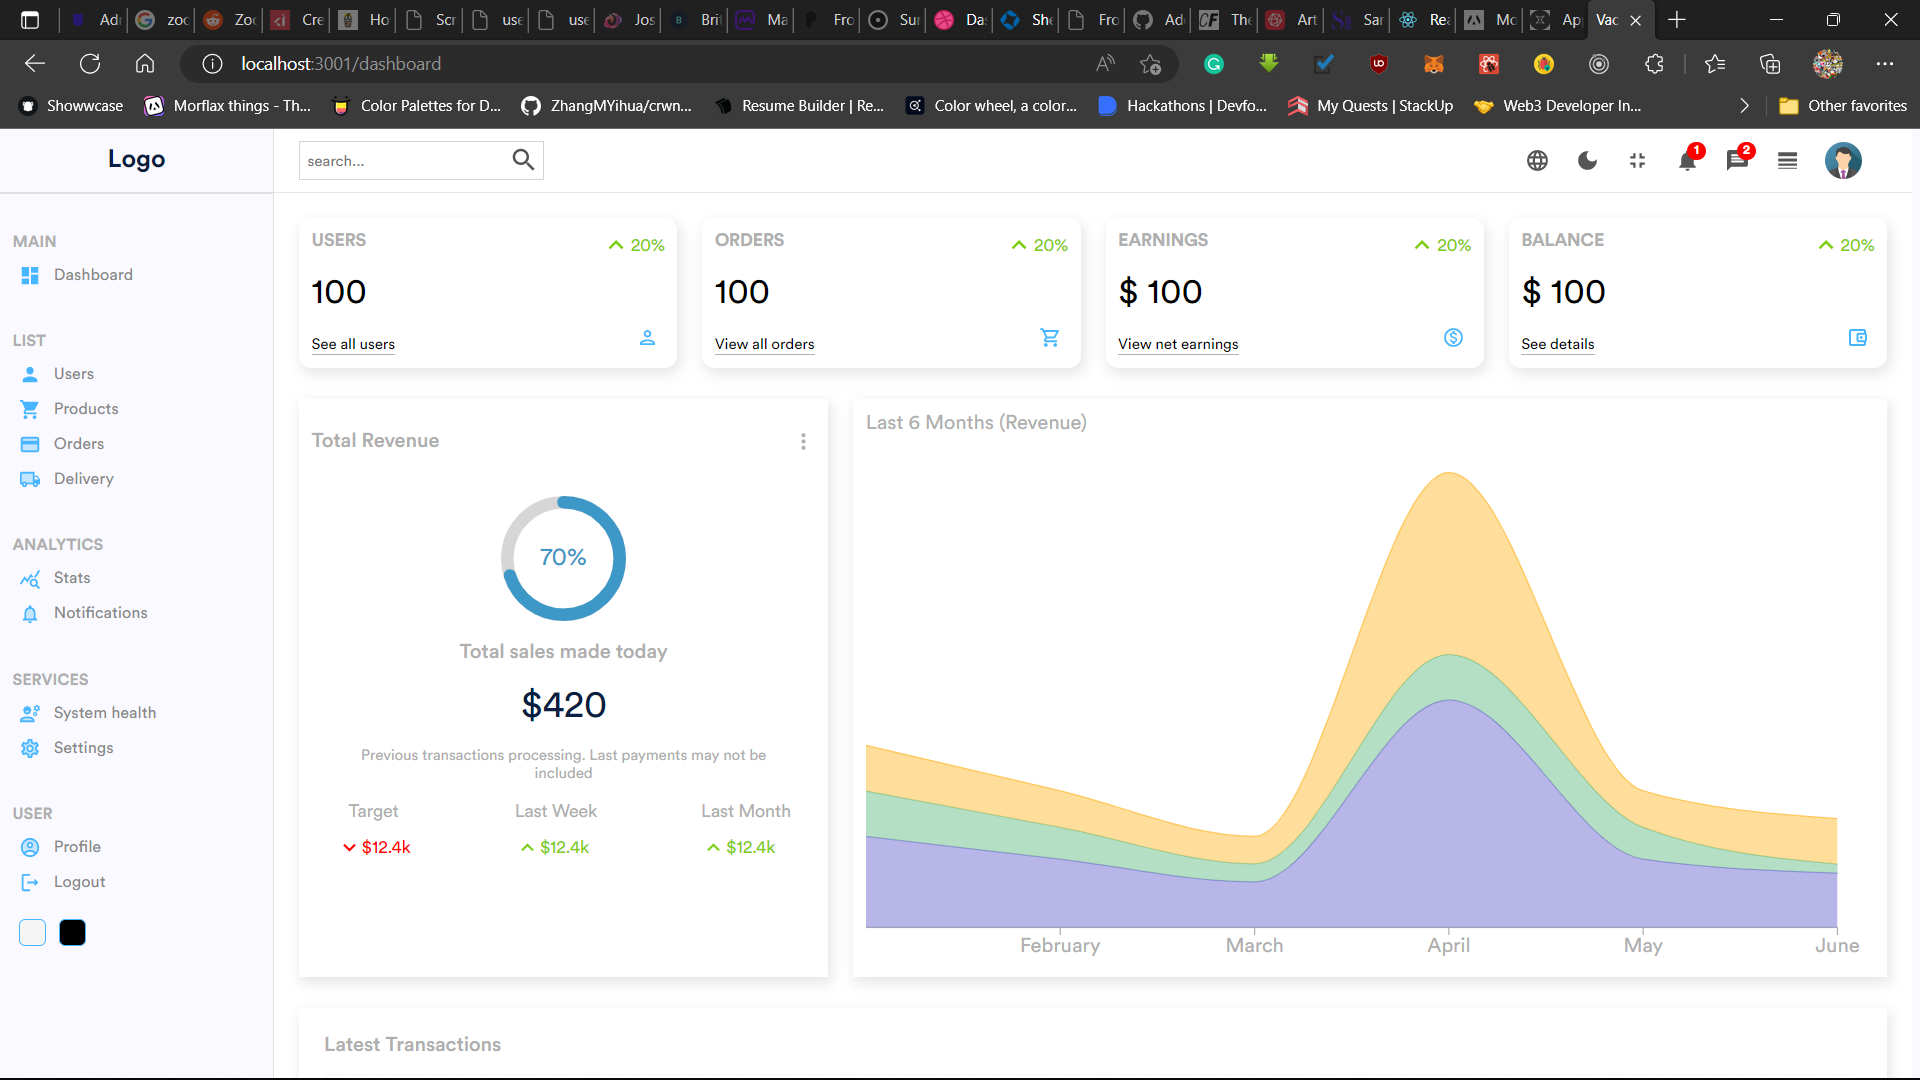 Ad
zoc
Zoc
Cre
Ho
Scr
use
use
Jos
Brit
Ma
Fro
Sur
Da
She
Fro
Ad
The
Art
Sar
Rea
Mo
Ap
Vac
localhost:3001/dashboard
Showwcase
Morflax things - Th...
Color Palettes for D...
ZhangMYihua/crwn...
Resume Builder | Re...
Color wheel, a color...
Hackathons | Devfo...
My Quests | StackUp
Web3 Developer In...
Other favorites
Logo
search...
1
2
MAIN
Dashboard
LIST
Users
Products
Orders
Delivery
ANALYTICS
Stats
Notifications
SERVICES
System health
Settings
USER
Profile
Logout
USERS
20%
100
See all users
ORDERS
20%
100
View all orders
EARNINGS
20%
$ 100
View net earnings
BALANCE
20%
$ 100
See details
Total Revenue
70%
Total sales made today
$420
Previous transactions processing. Last payments may not be
included
Target
Last Week
Last Month
$12.4k
$12.4k
$12.4k
Last 6 Months (Revenue)
February
March
April
May
June
Latest Transactions